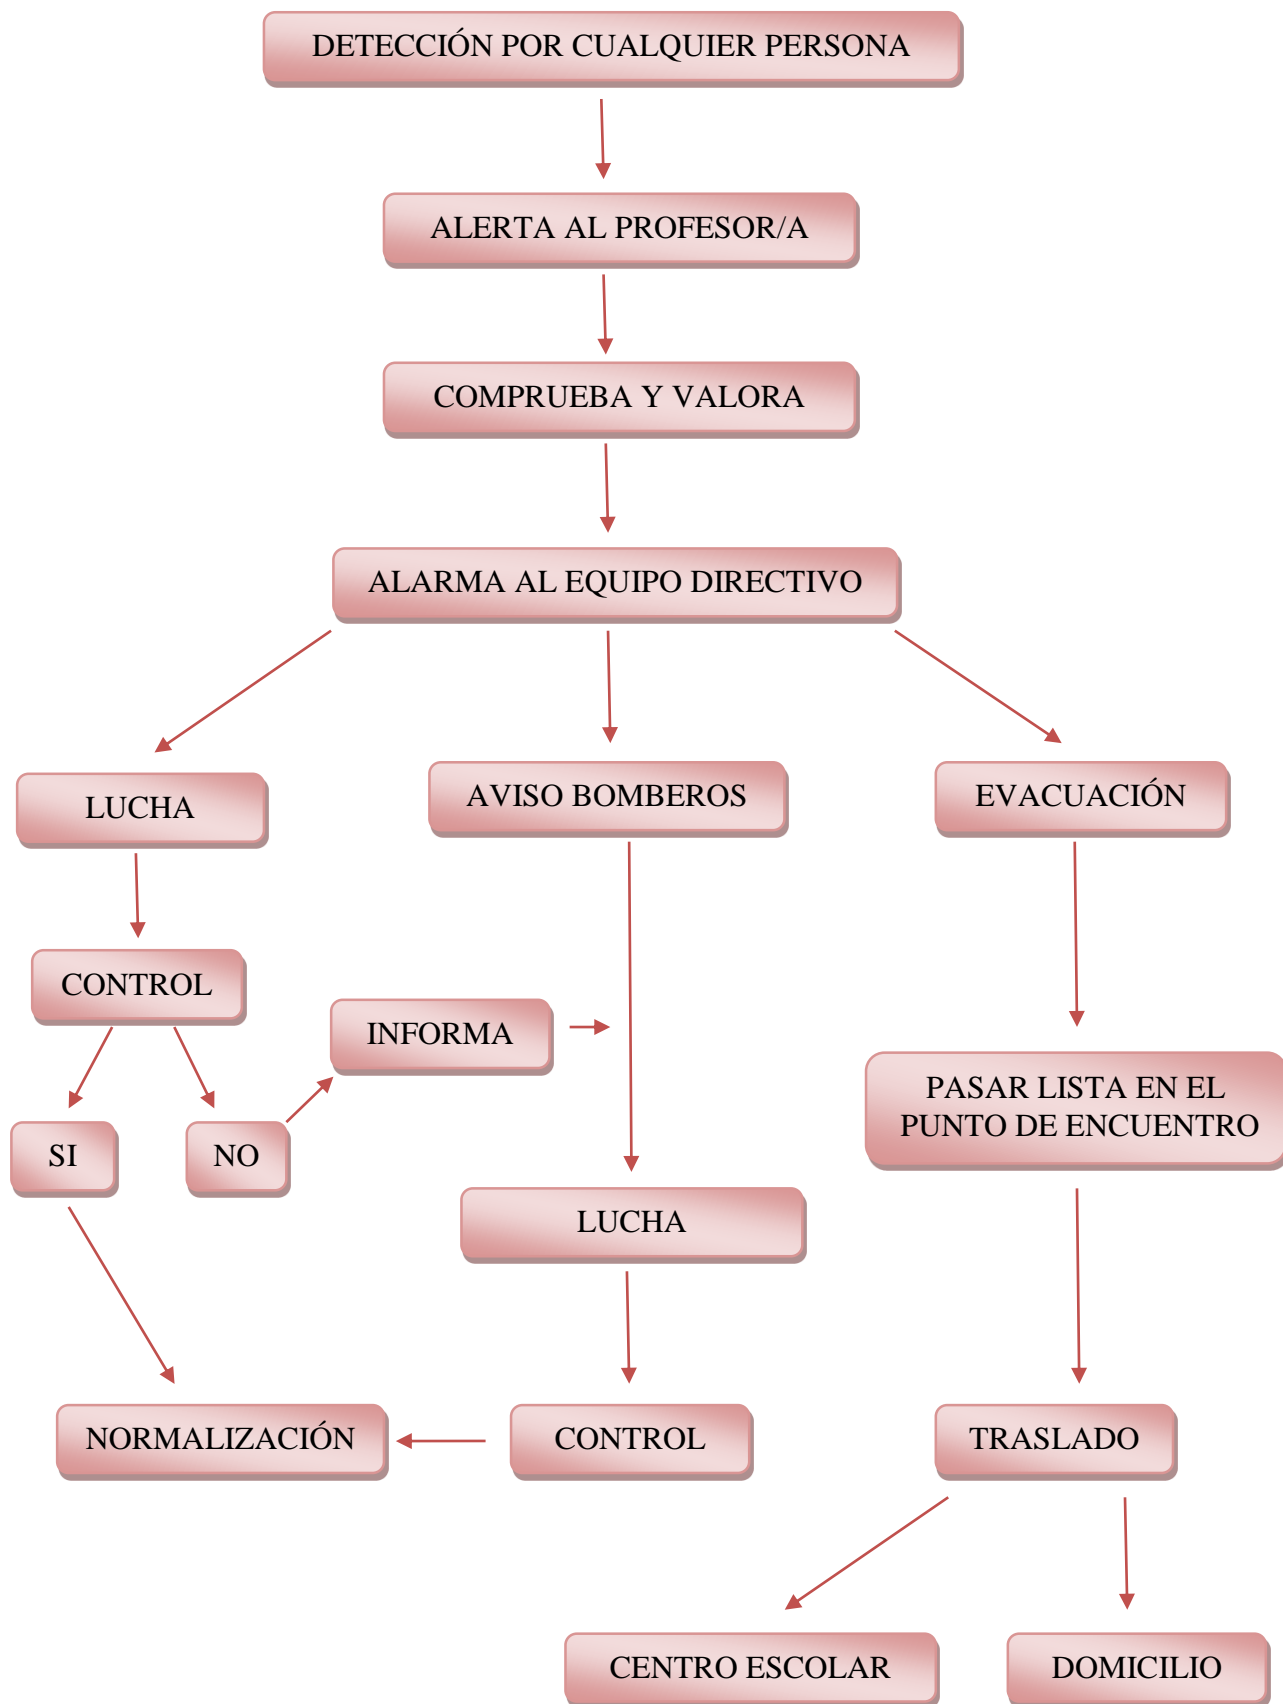 DETECCIÓN POR CUALQUIER PERSONA
ALERTA AL PROFESOR/A
COMPRUEBA Y VALORA
ALARMA AL EQUIPO DIRECTIVO
LUCHA
AVISO BOMBEROS
EVACUACIÓN
CONTROL
INFORMA
SI
NO
PASAR LISTA EN EL
PUNTO DE ENCUENTRO
LUCHA
NORMALIZACIÓN
CONTROL
TRASLADO
CENTRO ESCOLAR
DOMICILIO